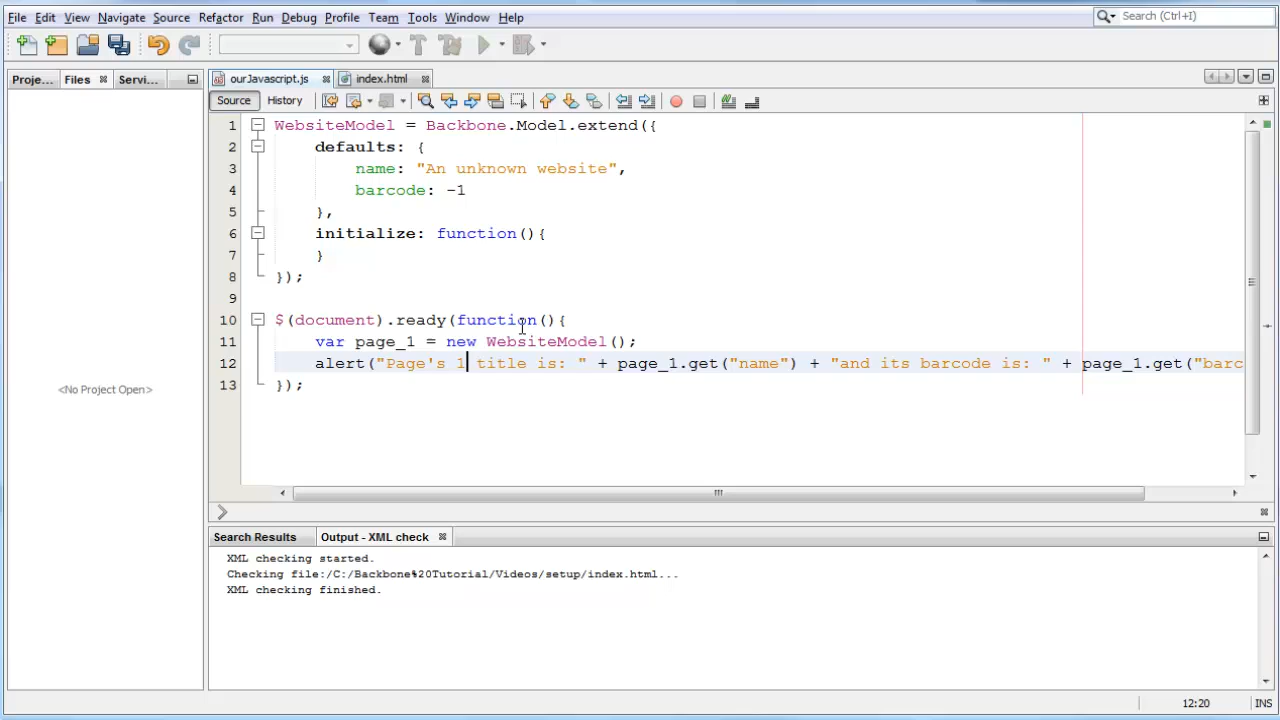 File Edit View Navigate Source Refactor Run Debug Profile Team Tools Window Help
Search (Ctrl+I)
Proje... Files Servi... ourJavascript.js index.html
Source History
1 WebsiteModel = Backbone.Model.extend({
2 defaults: {
3 name: "An unknown website",
4 barcode: -1
5 },
6 initialize: function(){
7 }
8 });
9
10 $(document).ready(function(){
11 var page_1 = new WebsiteModel();
12 alert("Page's 1 title is: " + page_1.get("name") + "and its barcode is: " + page_1.get("barc
13 });
<No Project Open>
Search Results Output - XML check
XML checking started.
Checking file:/C:/Backbone%20Tutorial/Videos/setup/index.html...
XML checking finished.
12:20 INS